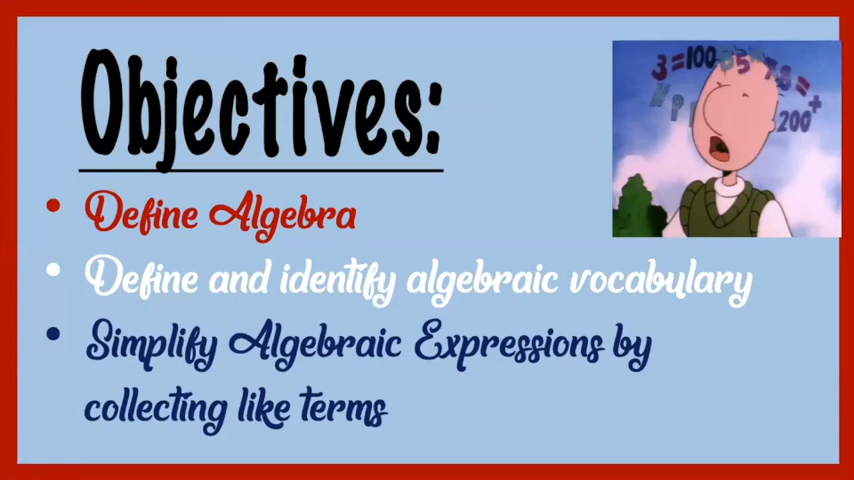 Objectives:
• Define Algebra
• Define and identify algebraic vocabulary
• Simplify Algebraic Expressions by
collecting like terms